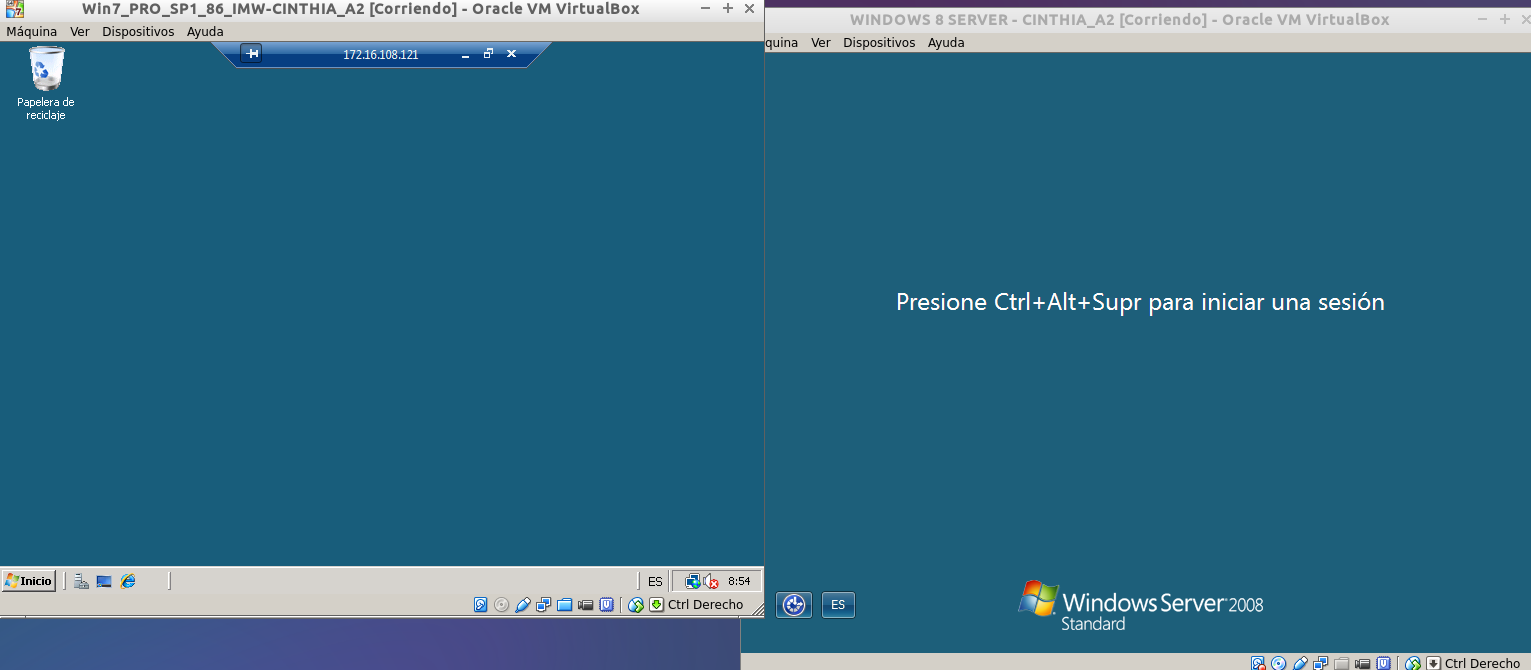 Win7_PRO_SP1_86_IMW-CINTHIA_A2 [Corriendo] - Oracle VM VirtualBox
Máquina Ver Dispositivos Ayuda
172.16.108.121
Papelera de
reciclaje
Inicio
ES
8:54
Ctrl Derecho
WINDOWS 8 SERVER - CINTHIA_A2 [Corriendo] - Oracle VM VirtualBox
quina Ver Dispositivos Ayuda
Presione Ctrl+Alt+Supr para iniciar una sesión
ES
Windows Server 2008
Standard
Ctrl Derecho